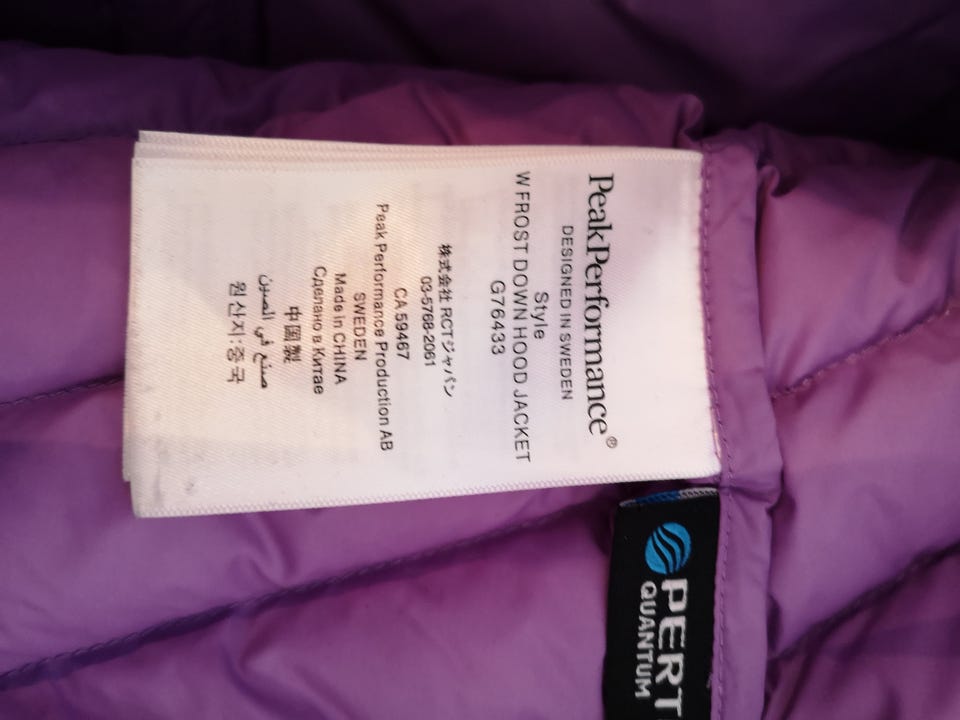 PeakPerformance®
DESIGNED IN SWEDEN
Style
W FROST DOWN HOOD JACKET
G76433
株式会社 RCTジャパン
03-5768-2061
CA 59467
Peak Performance Production AB
SWEDEN
Made in CHINA
Сделано в Китае
中国製
صنع في الصين
원산지:중국
PERT
QUANTUM